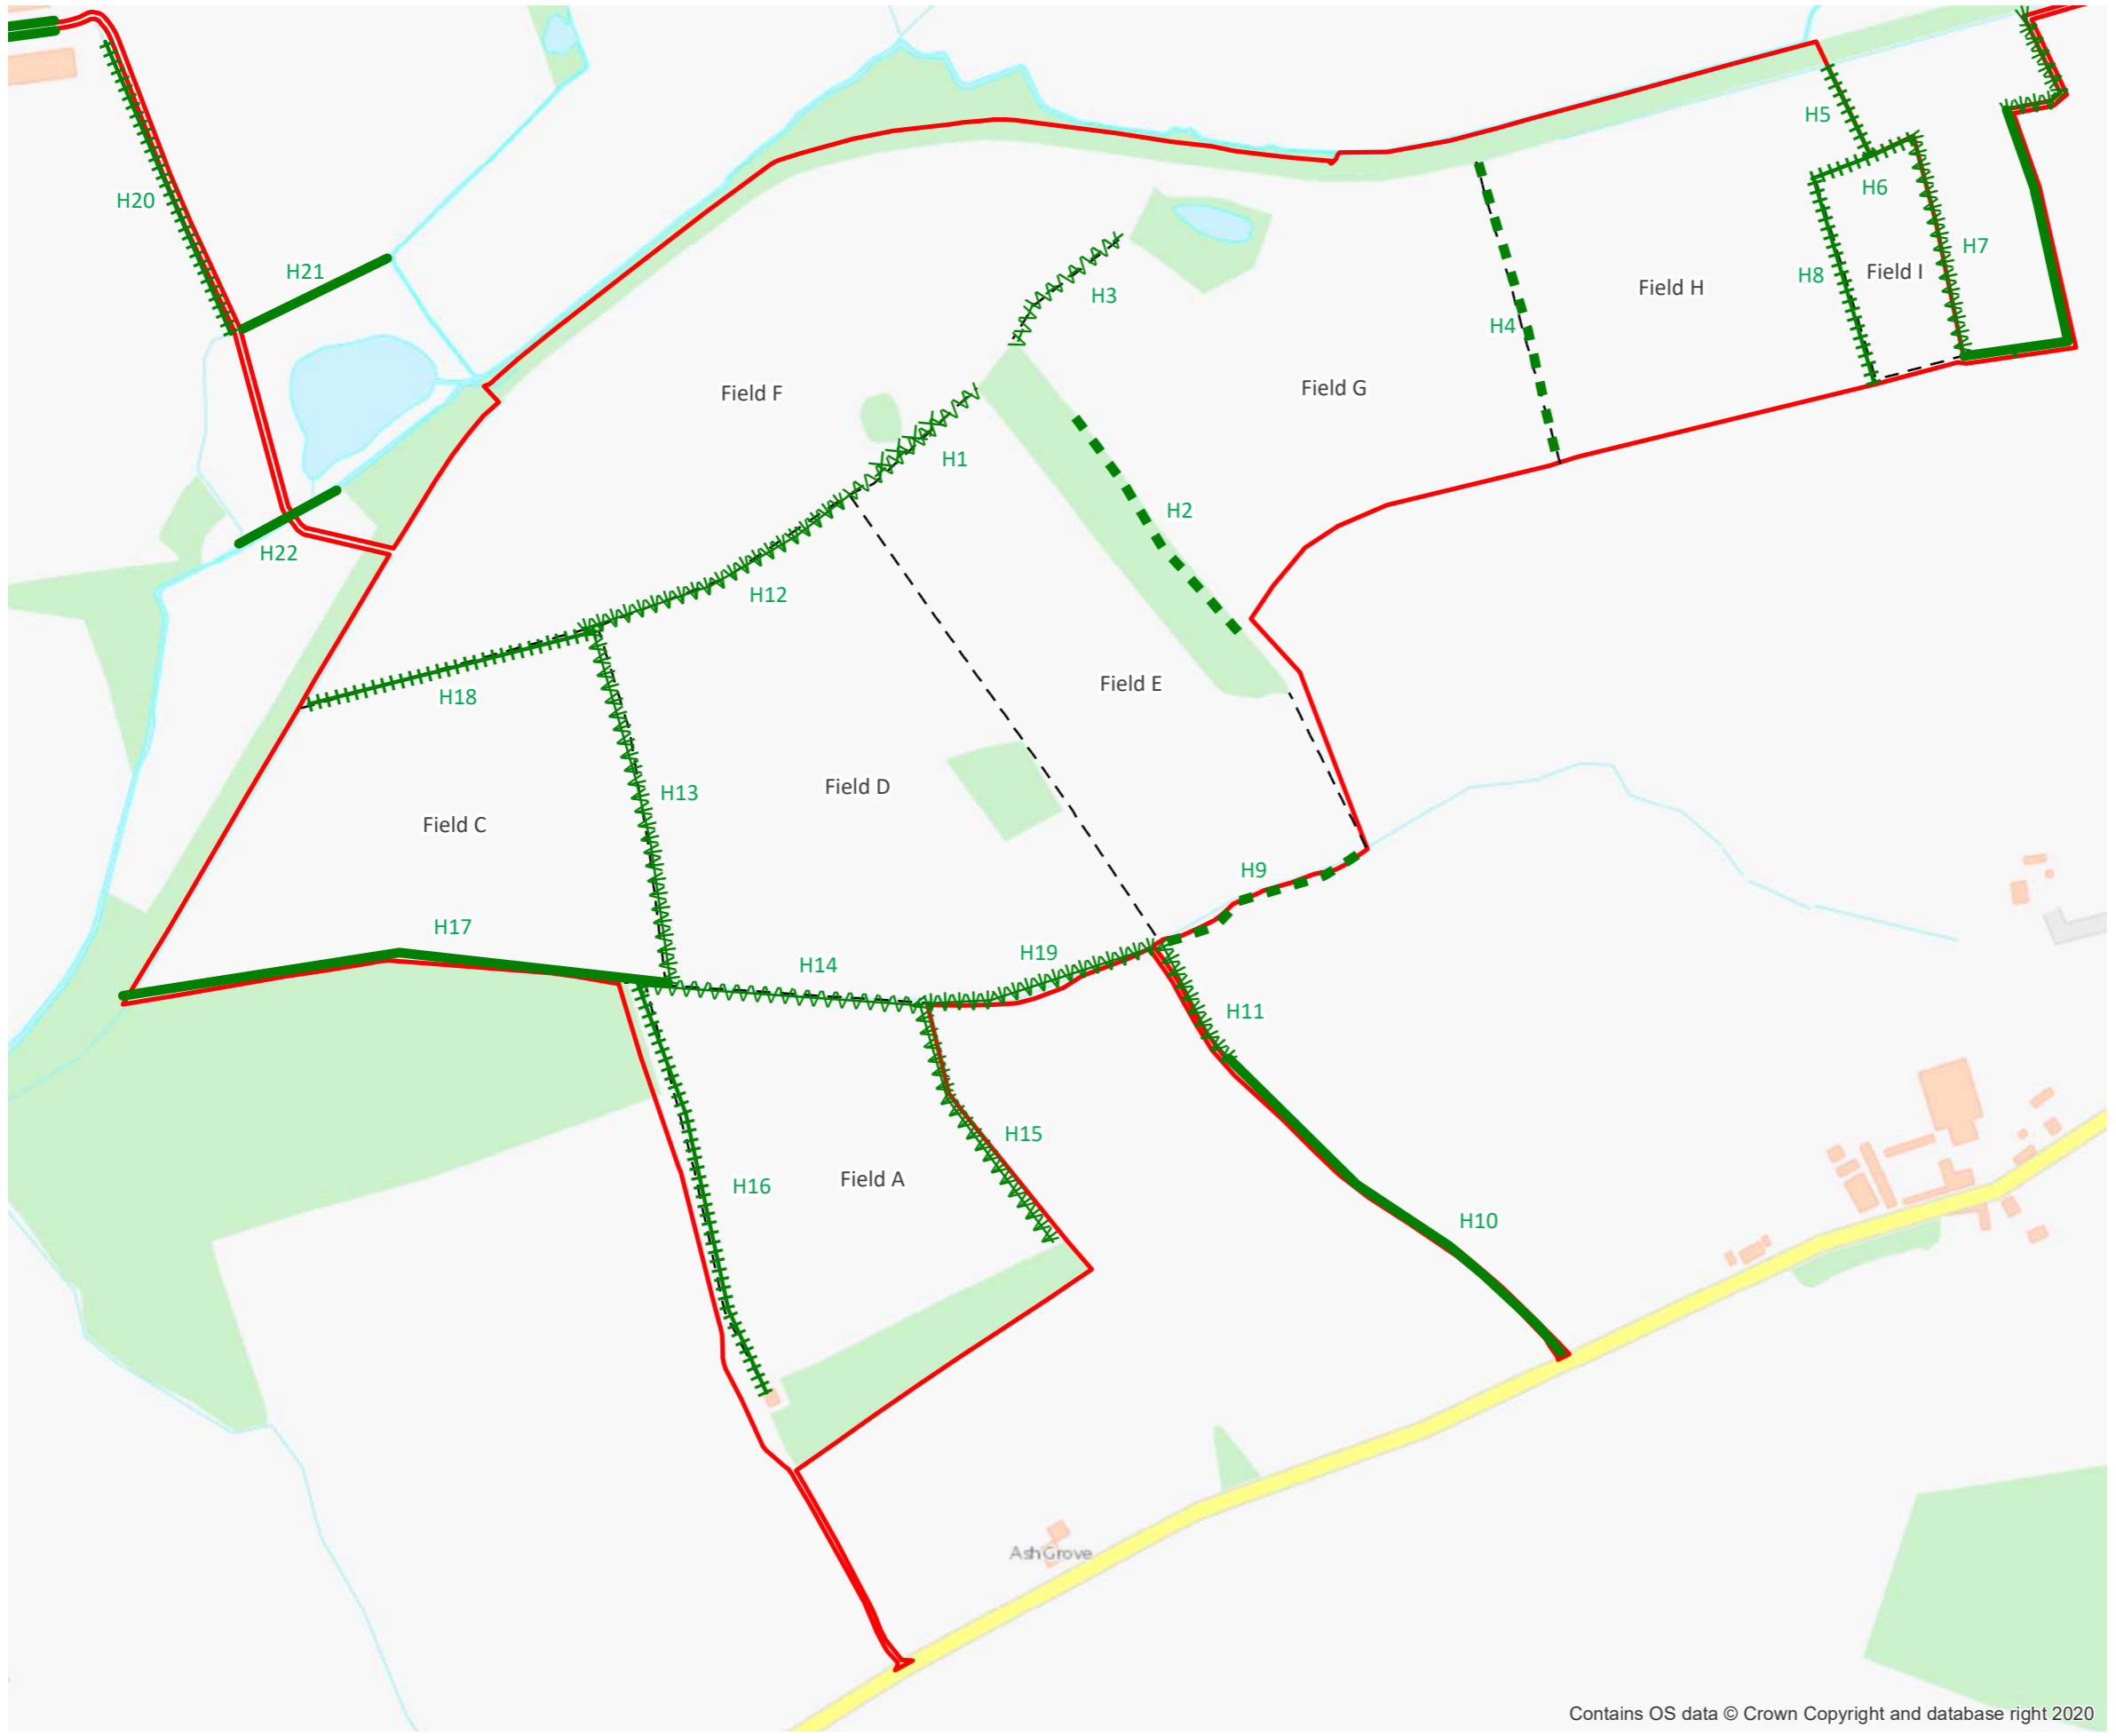 H5
H6
H20
H7
H21
H8
Field I
Field H
H3
H4
Field F
Field G
H1
H2
H22
H12
Field E
H18
H13
Field D
Field C
H9
H17
H19
H14
H11
H15
Field A
H16
H10
Ash Grove
Contains OS data © Crown Copyright and database right 2020